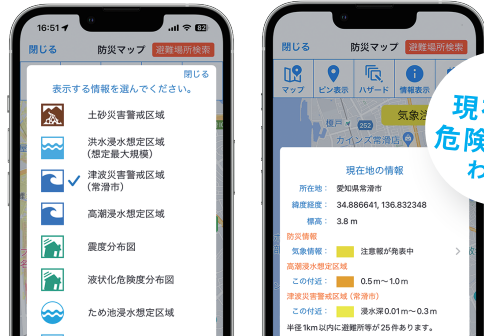 16:51
82
閉じる
防災マップ
避難場所検索
閉じる
表示する情報を選んでください。
土砂災害警戒区域
洪水浸水想定区域
(想定最大規模)
津波災害警戒区域
(常滑市)
高潮浸水想定区域
震度分布図
液状化危険度分布図
ため池浸水想定区域
閉じる
防災マップ
避難場所検索
マップ
ピン表示
ハザード
情報表示
気象注
榎戸
252
カインズ常滑店
現在地の情報
所在地： 愛知県常滑市
緯度経度： 34.886641, 136.832348
標高： 3.8 m
防災情報
気象情報： 注意報が発表中
高潮浸水想定区域
この付近： 0.5m～1.0m
津波災害警戒区域 (常滑市)
この付近： 浸水深0.01m～0.3m
半径1km以内に避難所等が25件あります。
現
危険
わ